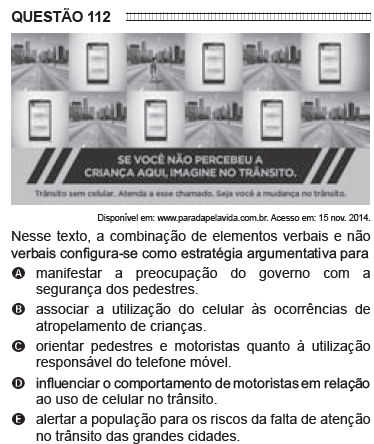 QUESTÃO 112
SE VOCÊ NÃO PERCEBEU A
CRIANÇA AQUI, IMAGINE NO TRÂNSITO.
Trânsito sem celular. Atenda a esse chamado. Seja você a mudança no trânsito.
Disponível em: www.paradapelavida.com.br. Acesso em: 15 nov. 2014.
Nesse texto, a combinação de elementos verbais e não
verbais configura-se como estratégia argumentativa para
A manifestar a preocupação do governo com a
segurança dos pedestres.
B associar a utilização do celular às ocorrências de
atropelamento de crianças.
C orientar pedestres e motoristas quanto à utilização
responsável do telefone móvel.
D influenciar o comportamento de motoristas em relação
ao uso de celular no trânsito.
E alertar a população para os riscos da falta de atenção
no trânsito das grandes cidades.